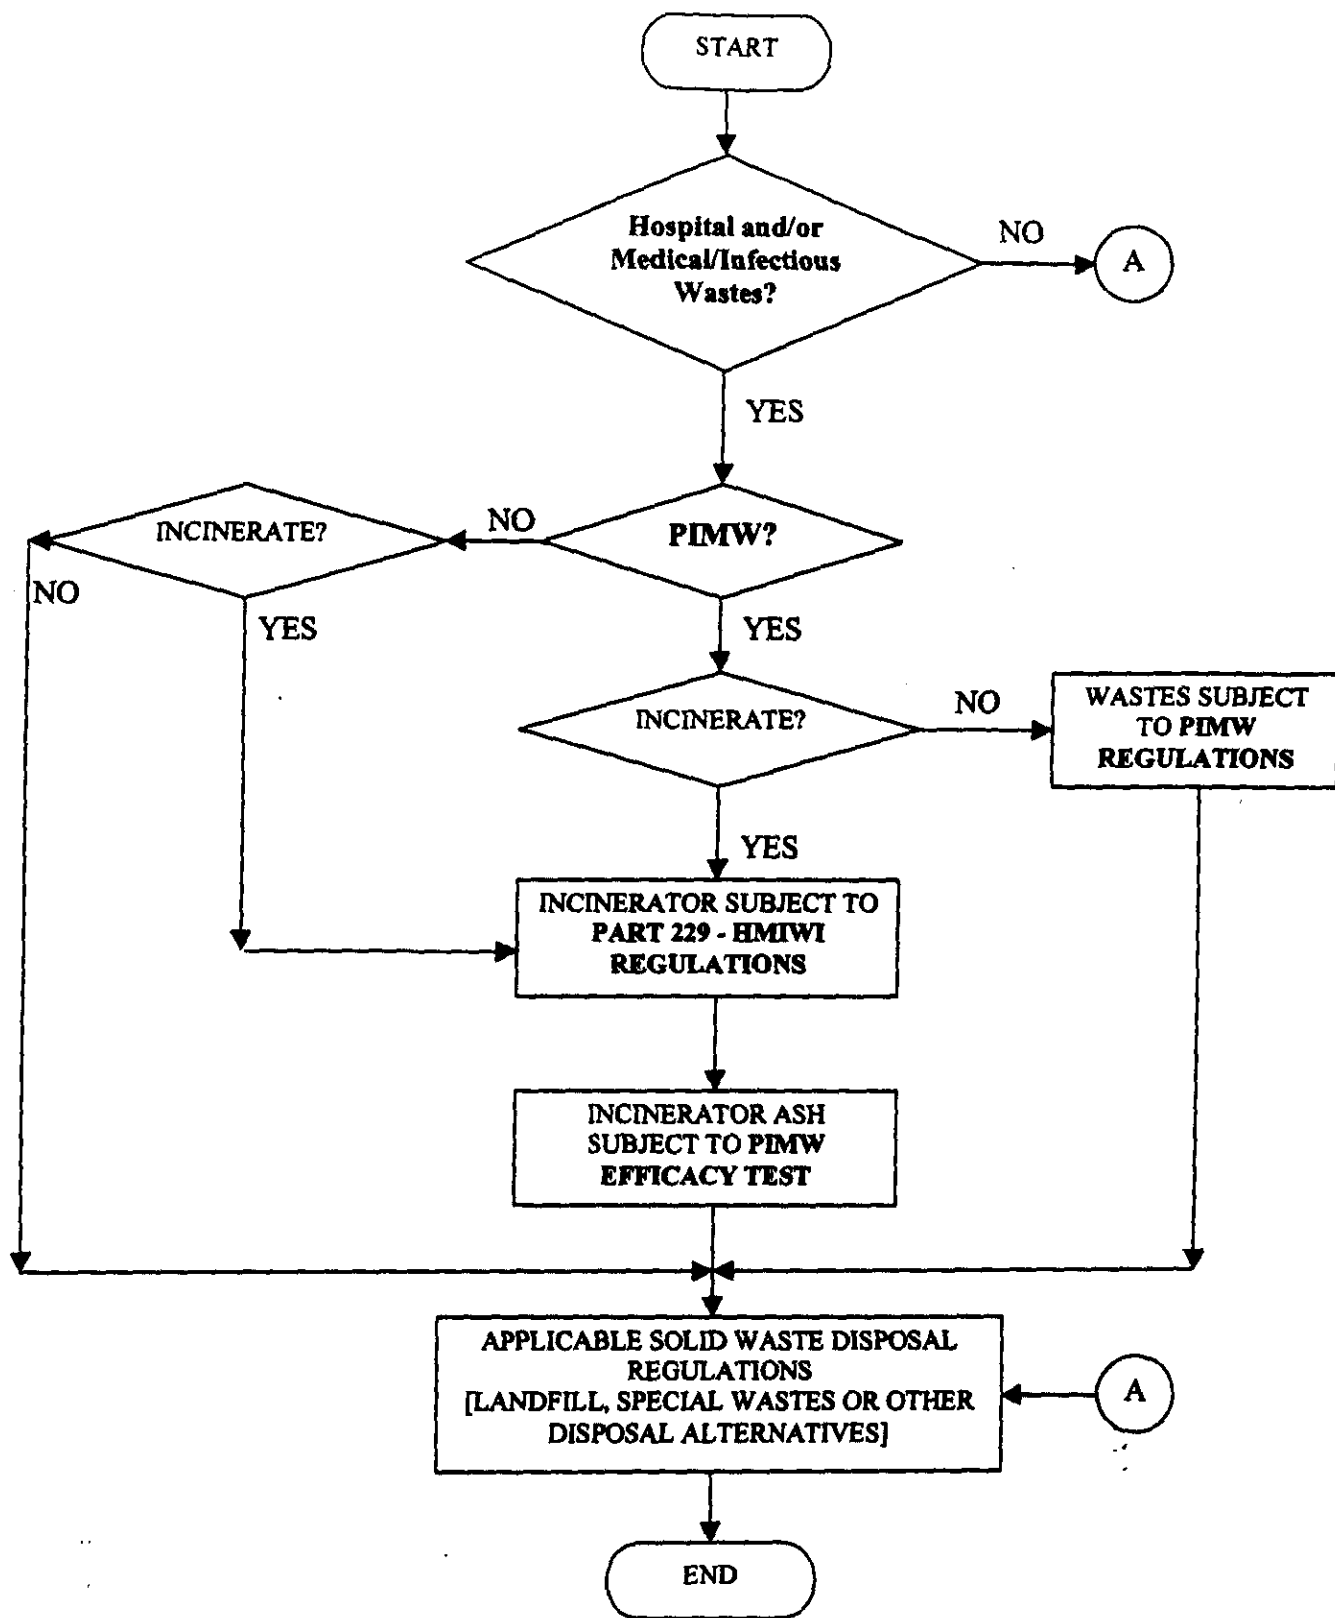 START
Hospital and/or
Medical/Infectious
Wastes?
NO
A
YES
INCINERATE?
NO
PIMW?
NO
YES
YES
INCINERATE?
NO
WASTES SUBJECT
TO PIMW
REGULATIONS
YES
INCINERATOR SUBJECT TO
PART 229 - HMIWI
REGULATIONS
INCINERATOR ASH
SUBJECT TO PIMW
EFFICACY TEST
APPLICABLE SOLID WASTE DISPOSAL
REGULATIONS
[LANDFILL, SPECIAL WASTES OR OTHER
DISPOSAL ALTERNATIVES]
A
END